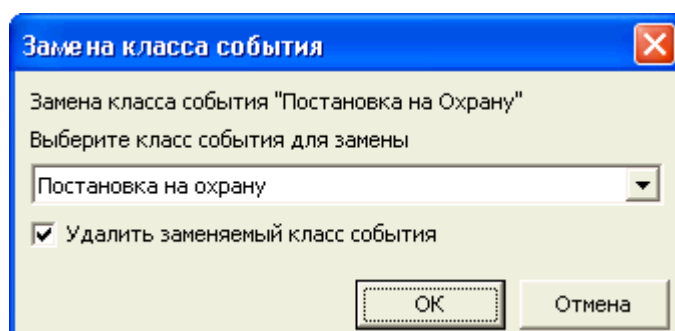 Замена класса события
Замена класса события "Постановка на Охрану"
Выберите класс события для замены
Постановка на охрану
Удалить заменяемый класс события
ОК
Отмена